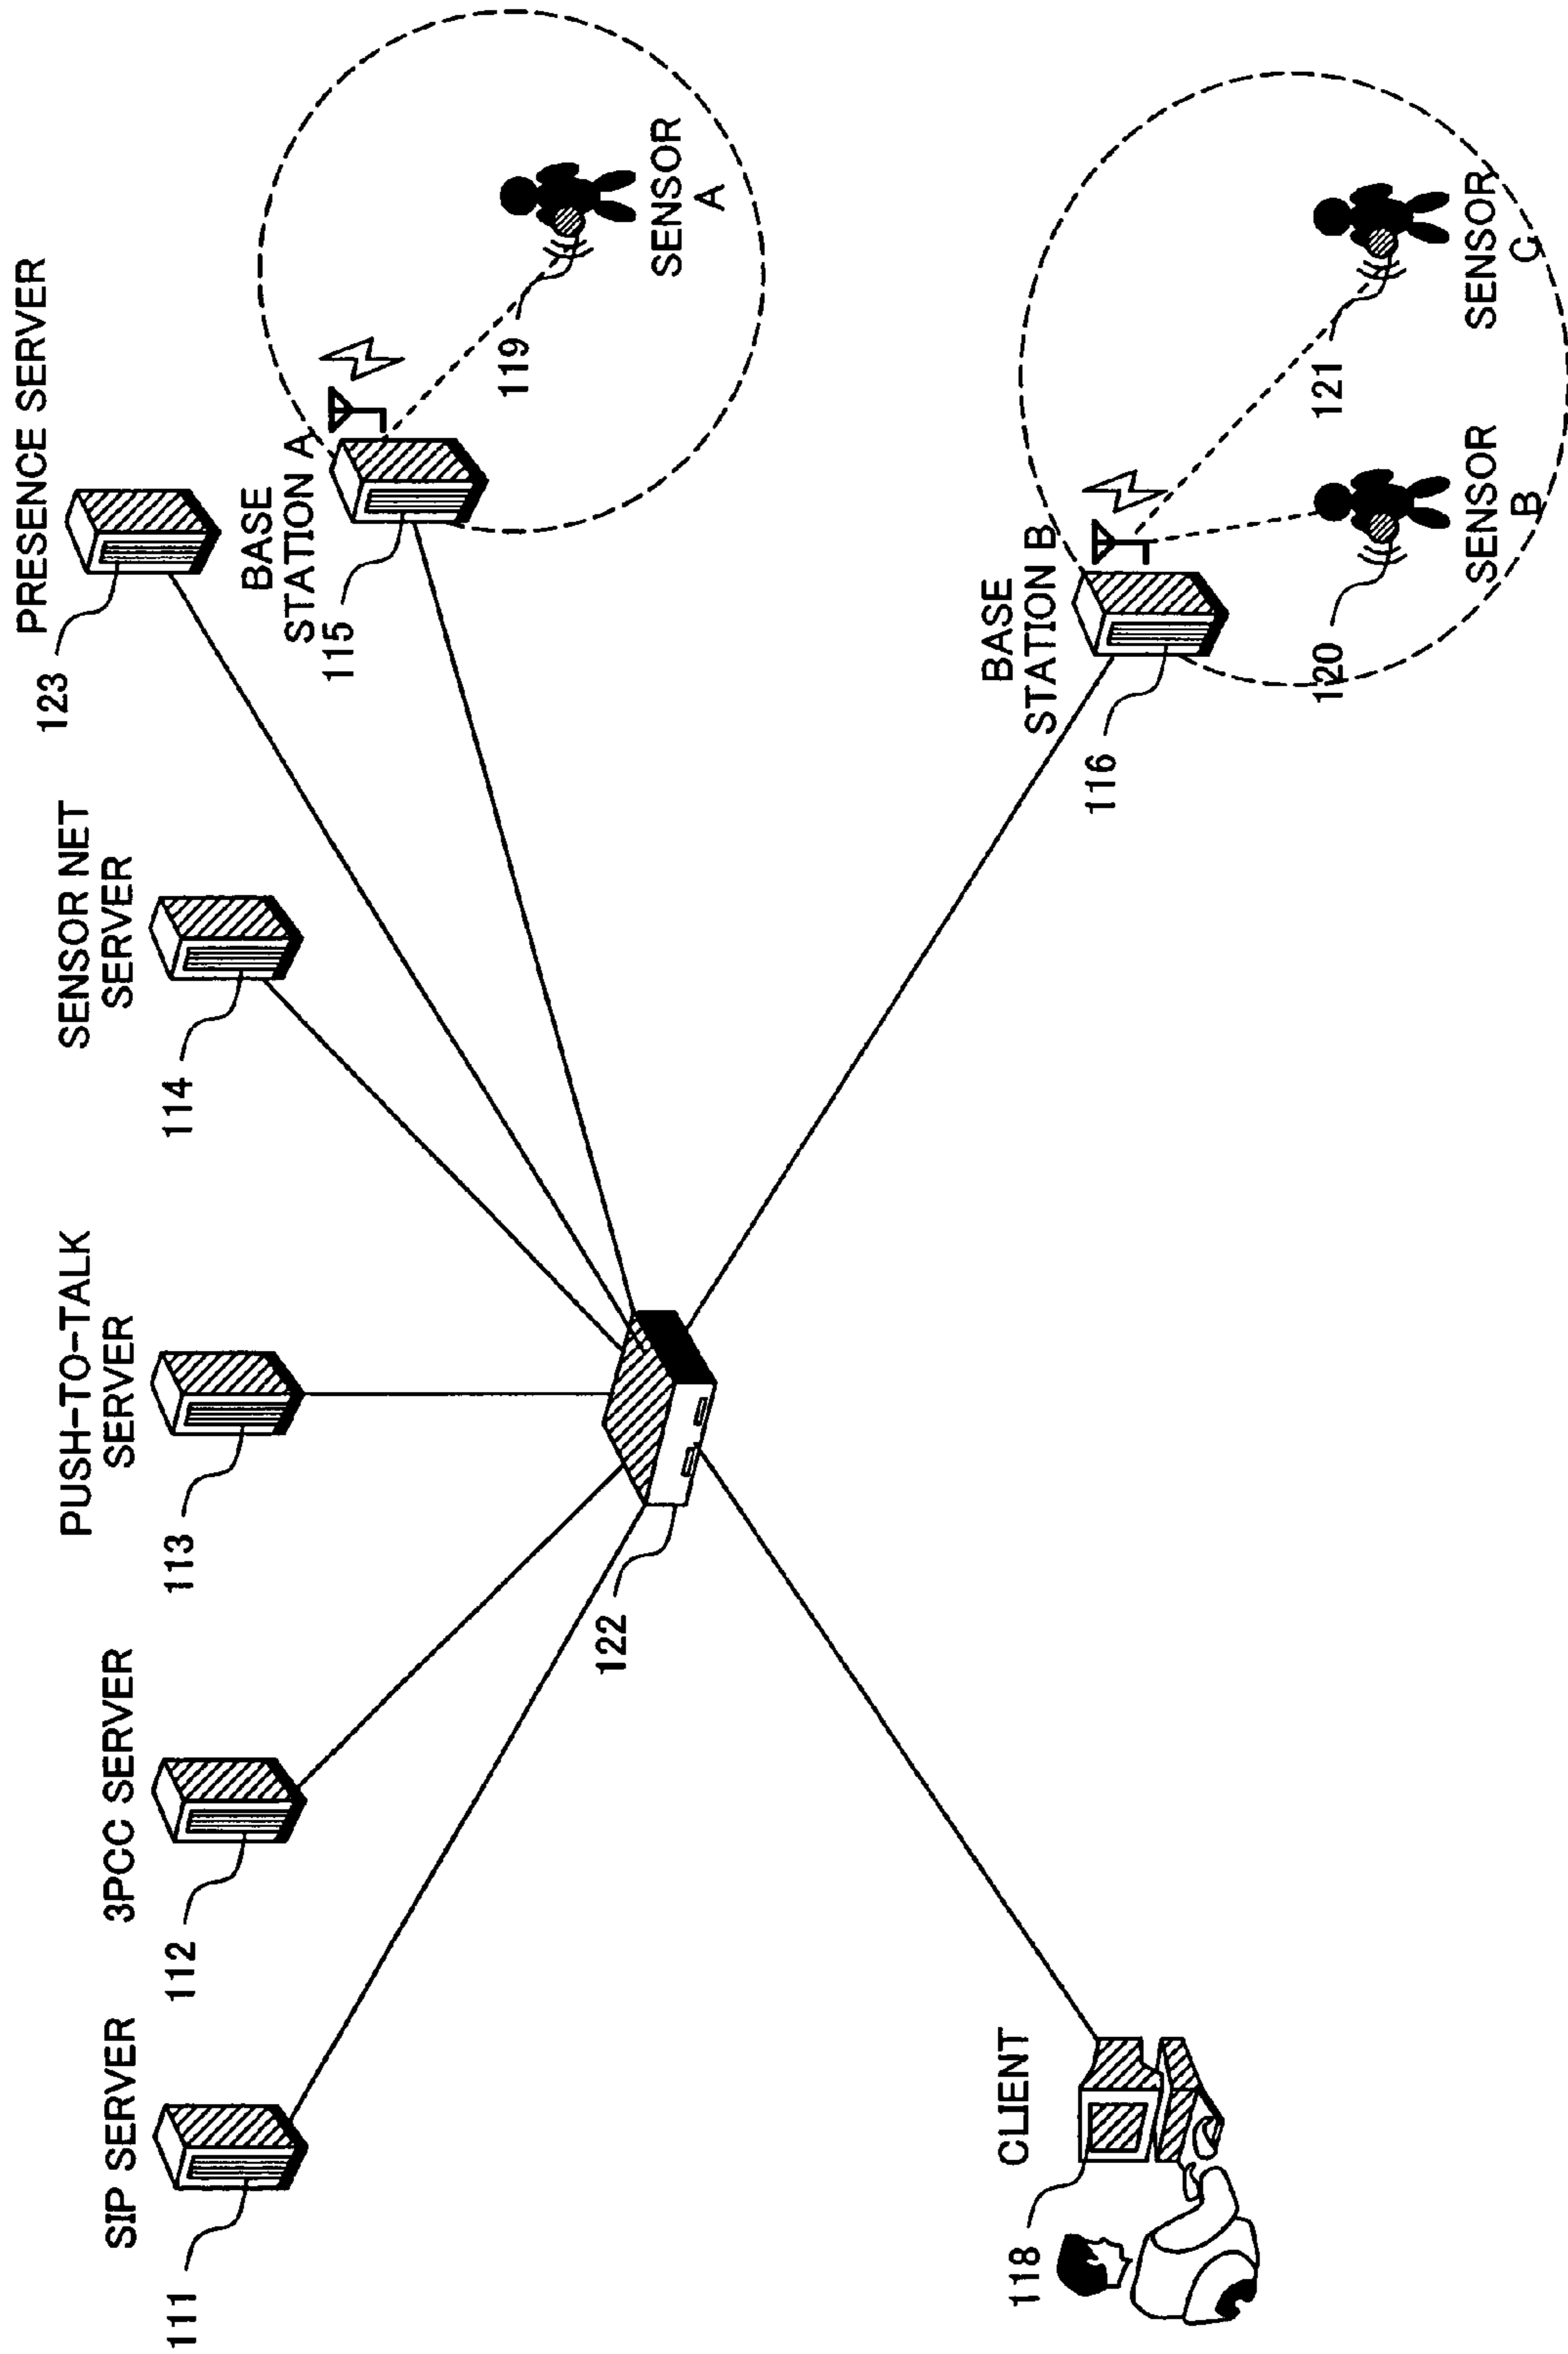 SIP SERVER
111
3PCC SERVER
112
PUSH-TO-TALK
SERVER
113
SENSOR NET
SERVER
114
PRESENCE SERVER
123
BASE
STATION A
115
119
SENSOR
A
122
CLIENT
118
BASE
STATION B
116
120
SENSOR
B
121
SENSOR
C